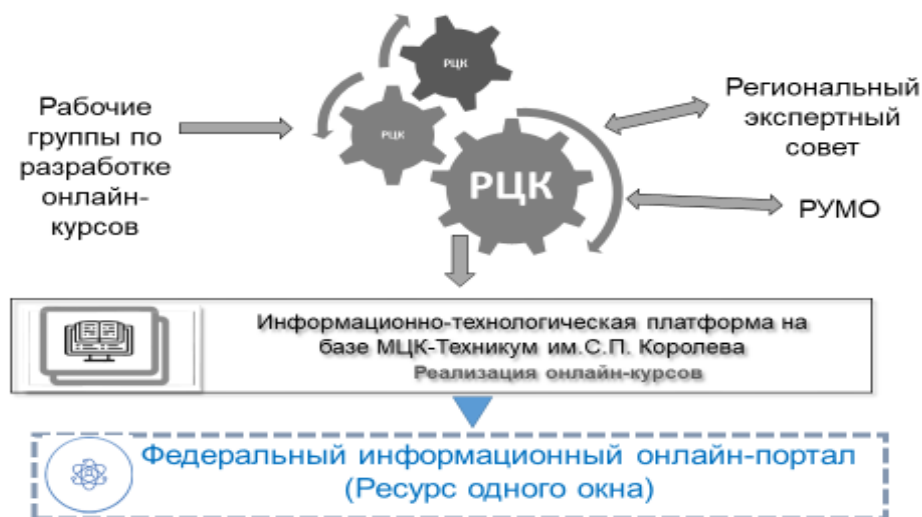 РЦК
РЦК
РЦК
Рабочие
группы по
разработке
онлайн-
курсов
Региональный
экспертный
совет
РУМО
Информационно-технологическая платформа на
базе МЦК-Техникум им.С.П. Королева
Реализация онлайн-курсов
Федеральный информационный онлайн-портал
(Ресурс одного окна)